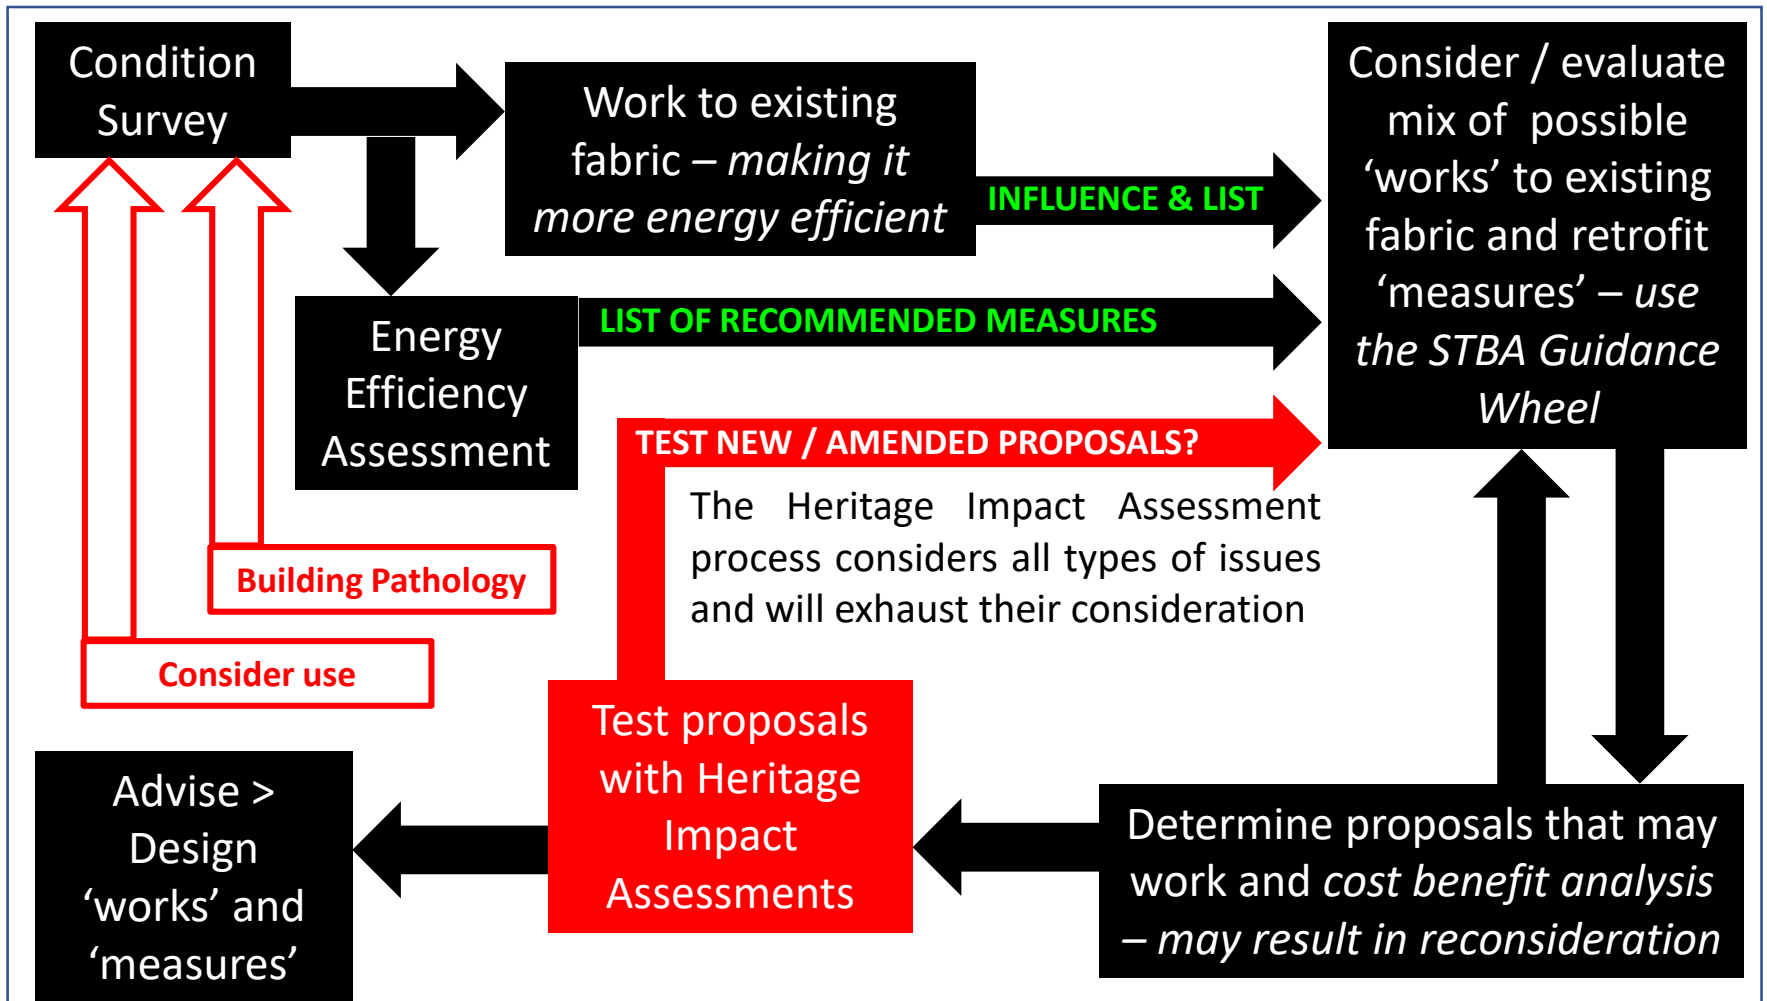 Condition
Survey
Work to existing
fabric – making it
more energy efficient
INFLUENCE & LIST
Consider / evaluate
mix of possible
‘works’ to existing
fabric and retrofit
‘measures’ – use
the STBA Guidance
Wheel
Energy
Efficiency
Assessment
LIST OF RECOMMENDED MEASURES
TEST NEW / AMENDED PROPOSALS?
The Heritage Impact Assessment
process considers all types of issues
and will exhaust their consideration
Building Pathology
Consider use
Advise >
Design
‘works’ and
‘measures’
Test proposals
with Heritage
Impact
Assessments
Determine proposals that may
work and cost benefit analysis
– may result in reconsideration